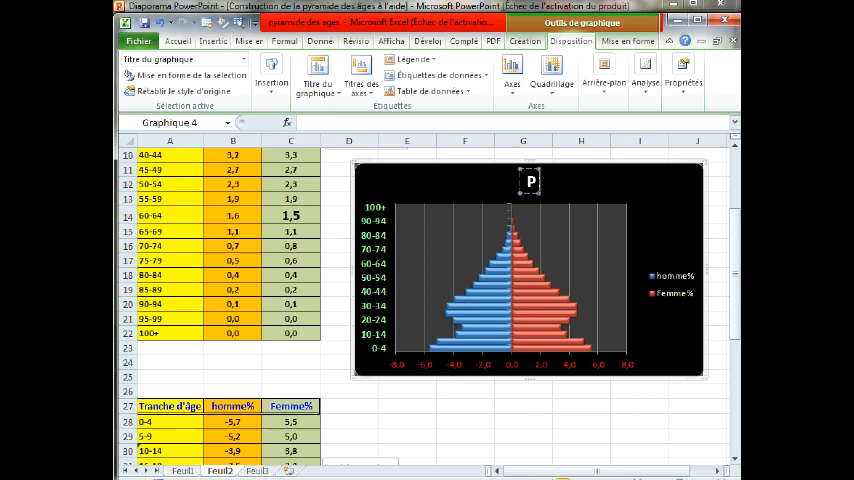 Diaporama PowerPoint - [Construction de la pyramide des âges à l'aide] - Microsoft PowerPoint (Échec de l'activation du produit)
pyramide des ages - Microsoft Excel (Échec de l'activation...
Outils de graphique
Fichier Accueil Insertic Mise er Formul Donné Révisio Afficha Dévelo Complé PDF Création Disposition Mise en forme
Titre du graphique
Mise en forme de la sélection
Rétablir le style d'origine
Sélection active
Insertion
Titre du graphique
Titres des axes
Légende
Étiquettes de données
Table de données
Étiquettes
Axes Quadrillage
Axes
Arrière-plan
Analyse
Propriétés
Graphique 4 fx
A B C D E F G H I J
10 40-44 3,2 3,3
11 45-49 2,7 2,7
12 50-54 2,3 2,3
13 55-59 1,9 1,9
14 60-64 1,6 1,5
15 65-69 1,1 1,1
16 70-74 0,7 0,8
17 75-79 0,5 0,6
18 80-84 0,4 0,4
19 85-89 0,2 0,2
20 90-94 0,1 0,1
21 95-99 0,0 0,0
22 100+ 0,0 0,0
23
24
25
26
27 Tranche d'âge homme% Femme%
28 0-4 -5,7 5,5
29 5-9 -5,2 5,0
30 10-14 -3,9 3,8
P
100+
90-94
80-84
70-74
60-64
50-54
40-44
30-34
20-24
10-14
0-4
-8,0 -6,0 -4,0 -2,0 0,0 2,0 4,0 6,0 8,0
homme%
Femme%
Feuil1 Feuil2 Feuil3